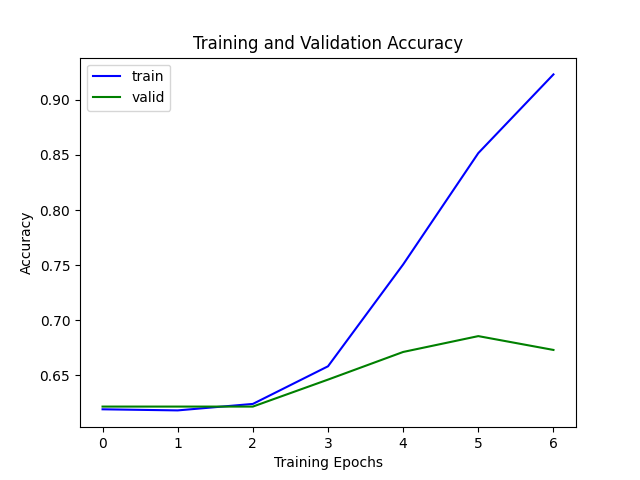 Training and Validation Accuracy
train
valid
Accuracy
0.90
0.85
0.80
0.75
0.70
0.65
0 1 2 3 4 5 6
Training Epochs